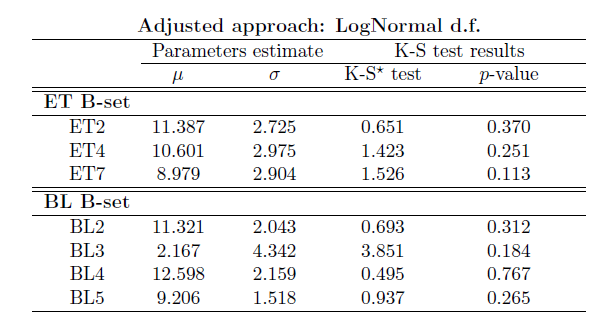 Adjusted approach: LogNormal d.f.
Parameters estimate K-S test results
μ σ K-S* test p-value
ET B-set
ET2 11.387 2.725 0.651 0.370
ET4 10.601 2.975 1.423 0.251
ET7 8.979 2.904 1.526 0.113
BL B-set
BL2 11.321 2.043 0.693 0.312
BL3 2.167 4.342 3.851 0.184
BL4 12.598 2.159 0.495 0.767
BL5 9.206 1.518 0.937 0.265